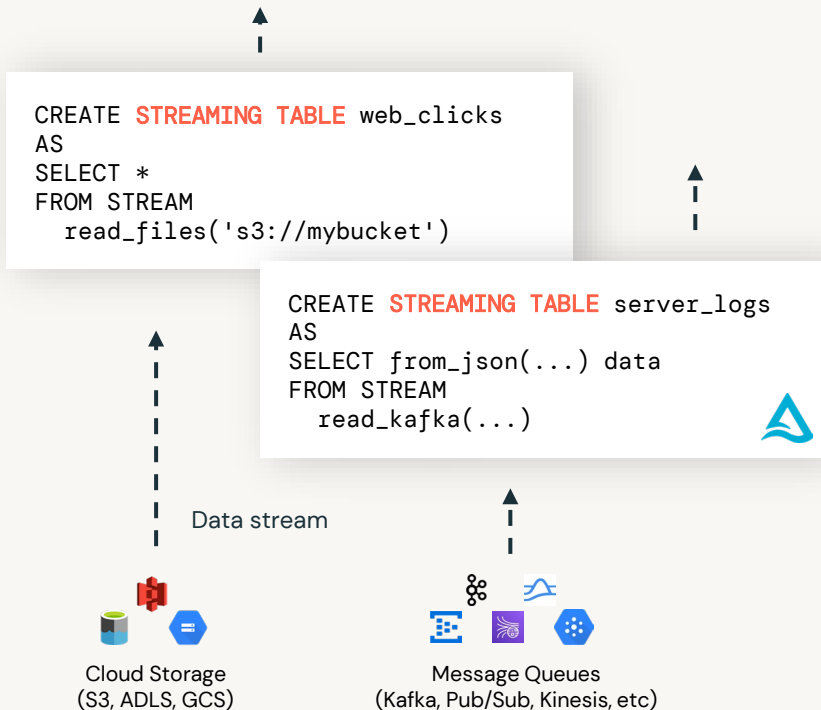 CREATE STREAMING TABLE web_clicks
AS
SELECT *
FROM STREAM
read_files('s3://mybucket')
CREATE STREAMING TABLE server_logs
AS
SELECT from_json(...) data
FROM STREAM
read_kafka(...)
Data stream
Cloud Storage
(S3, ADLS, GCS)
Message Queues
(Kafka, Pub/Sub, Kinesis, etc)